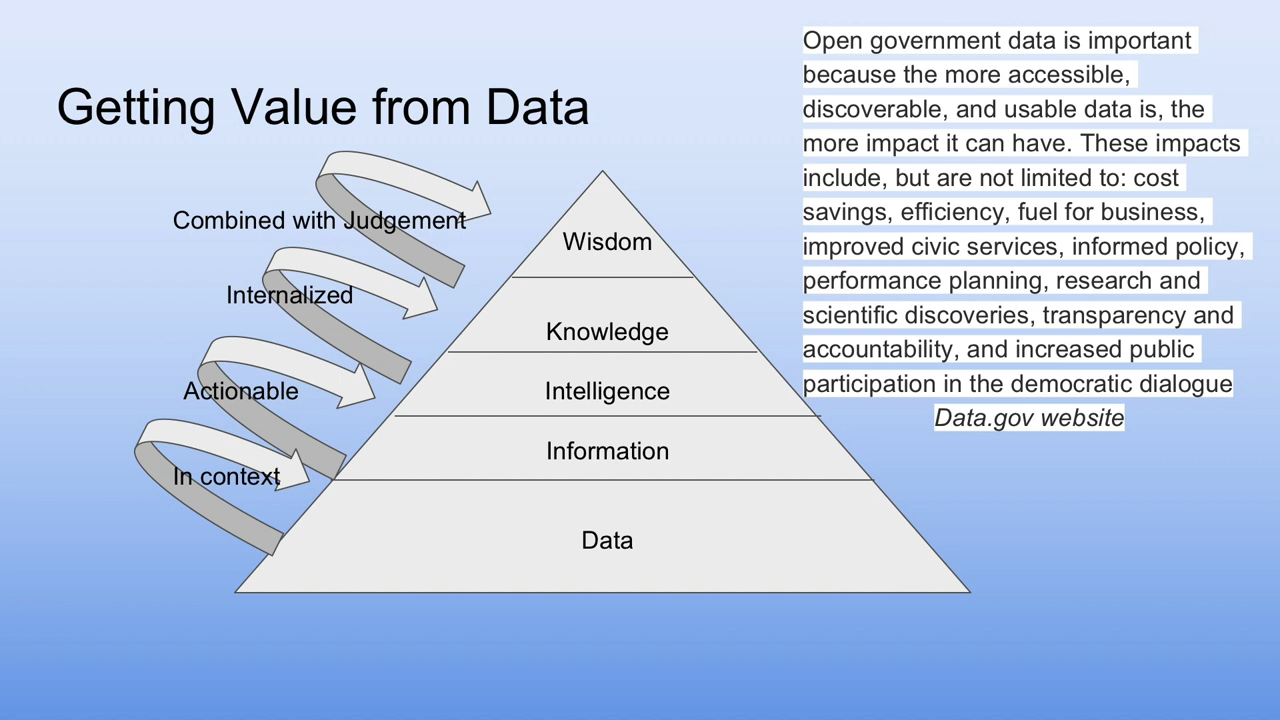 Getting Value from Data
Combined with Judgement
Internalized
Actionable
In context
Wisdom
Knowledge
Intelligence
Information
Data
Open government data is important
because the more accessible,
discoverable, and usable data is, the
more impact it can have. These impacts
include, but are not limited to: cost
savings, efficiency, fuel for business,
improved civic services, informed policy,
performance planning, research and
scientific discoveries, transparency and
accountability, and increased public
participation in the democratic dialogue
Data.gov website